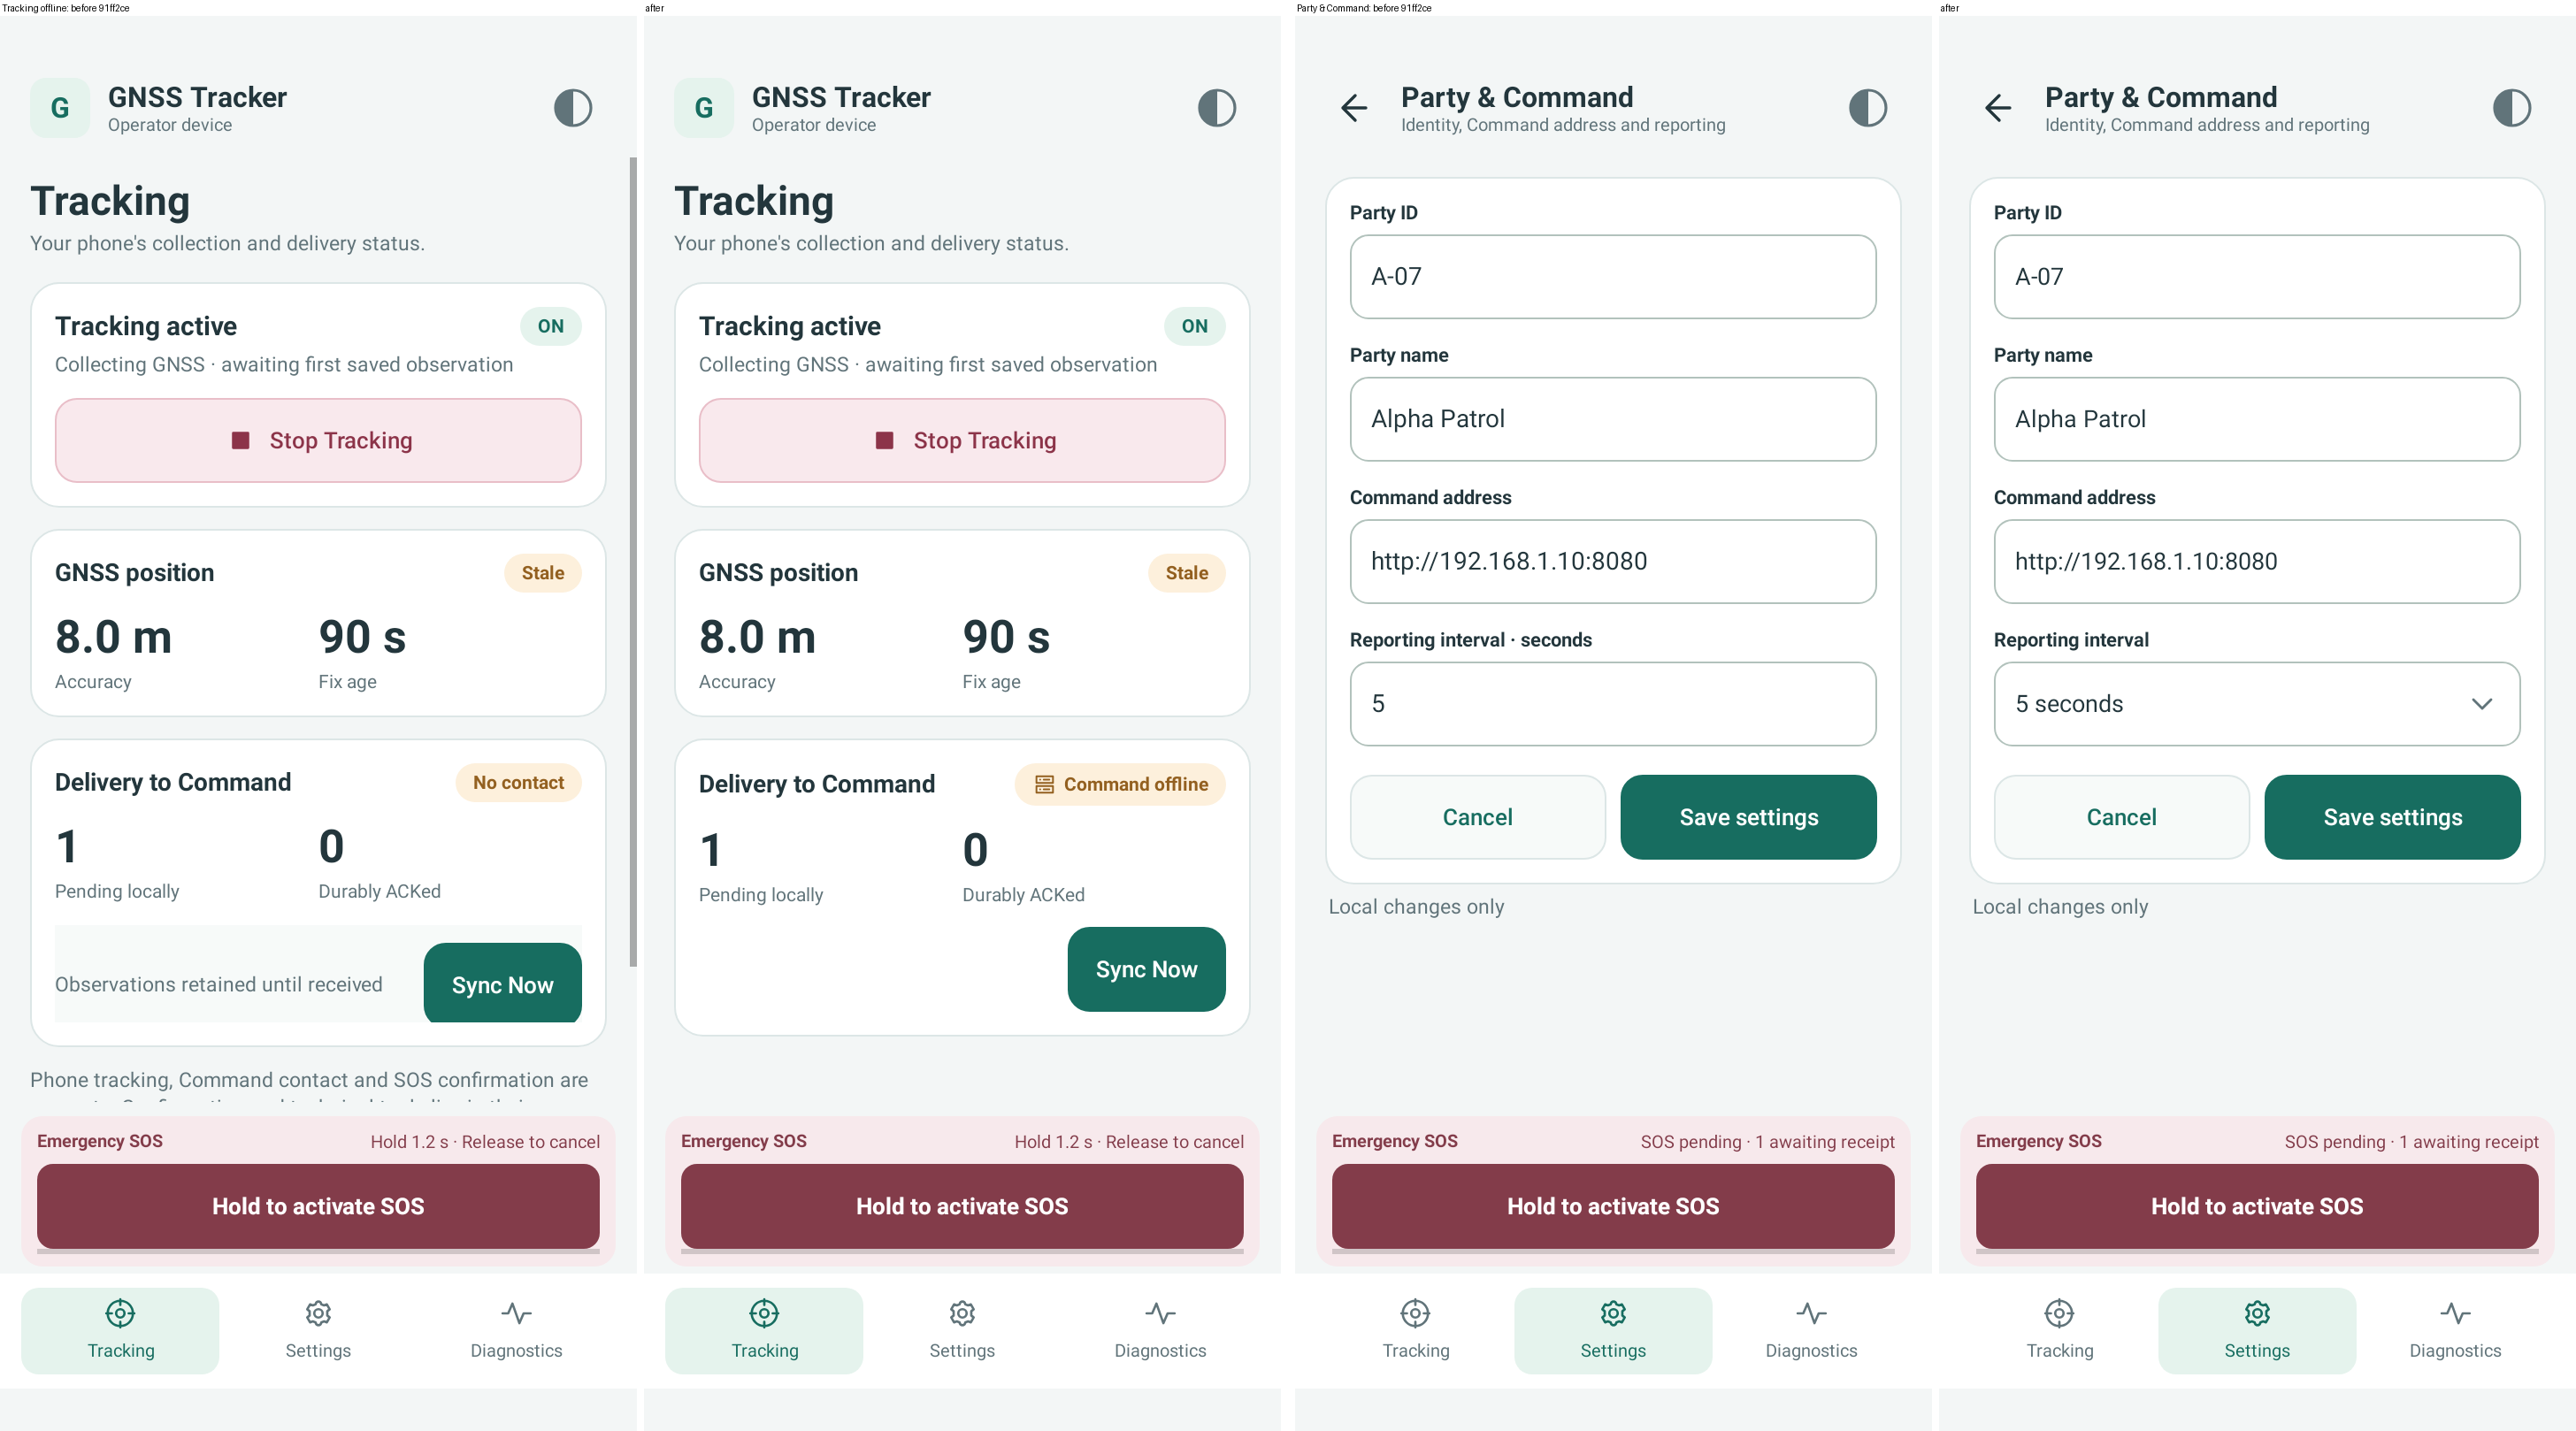 Tracking offline: before 91ff2ce
G
GNSS Tracker
Operator device
Tracking
Your phone's collection and delivery status.
Tracking active
ON
Collecting GNSS · awaiting first saved observation
Stop Tracking
GNSS position
Stale
8.0 m
90 s
Accuracy
Fix age
Delivery to Command
No contact
1
0
Pending locally
Durably ACKed
Observations retained until received
Sync Now
Phone tracking, Command contact and SOS confirmation are
Emergency SOS
Hold 1.2 s · Release to cancel
Hold to activate SOS
Tracking
Settings
Diagnostics
after
G
GNSS Tracker
Operator device
Tracking
Your phone's collection and delivery status.
Tracking active
ON
Collecting GNSS · awaiting first saved observation
Stop Tracking
GNSS position
Stale
8.0 m
90 s
Accuracy
Fix age
Delivery to Command
Command offline
1
0
Pending locally
Durably ACKed
Sync Now
Emergency SOS
Hold 1.2 s · Release to cancel
Hold to activate SOS
Tracking
Settings
Diagnostics
Party & Command: before 91ff2ce
Party & Command
Identity, Command address and reporting
Party ID
A-07
Party name
Alpha Patrol
Command address
http://192.168.1.10:8080
Reporting interval · seconds
5
Cancel
Save settings
Local changes only
Emergency SOS
SOS pending · 1 awaiting receipt
Hold to activate SOS
Tracking
Settings
Diagnostics
after
Party & Command
Identity, Command address and reporting
Party ID
A-07
Party name
Alpha Patrol
Command address
http://192.168.1.10:8080
Reporting interval
5 seconds
Cancel
Save settings
Local changes only
Emergency SOS
SOS pending · 1 awaiting receipt
Hold to activate SOS
Tracking
Settings
Diagnostics